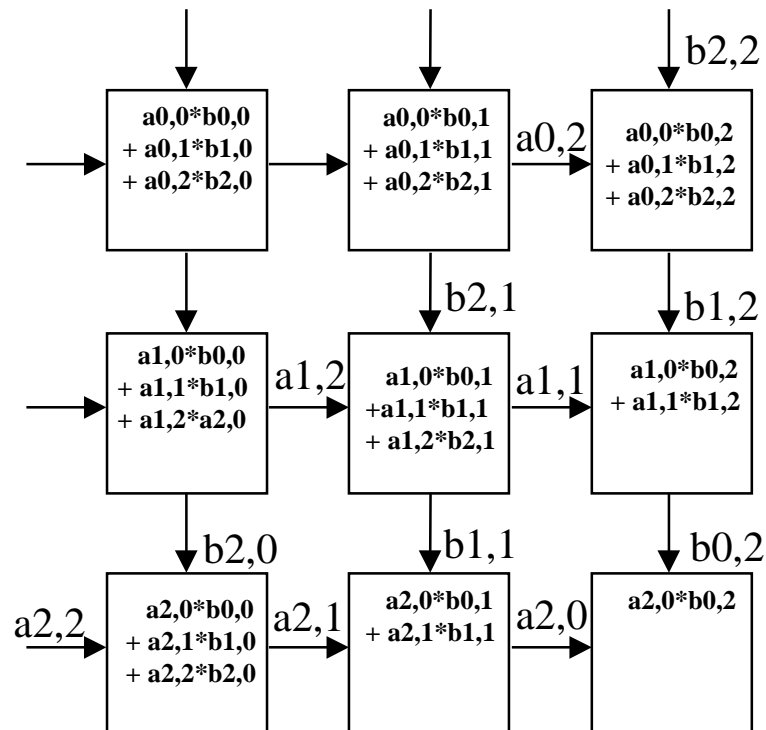 b2,2
a0,0*b0,0
+ a0,1*b1,0
+ a0,2*b2,0
a0,0*b0,1
+ a0,1*b1,1
+ a0,2*b2,1
a0,2
a0,0*b0,2
+ a0,1*b1,2
+ a0,2*b2,2
b2,1
b1,2
a1,0*b0,0
+ a1,1*b1,0
+ a1,2*a2,0
a1,2
a1,0*b0,1
+a1,1*b1,1
+ a1,2*b2,1
a1,1
a1,0*b0,2
+ a1,1*b1,2
b2,0
b1,1
b0,2
a2,2
a2,0*b0,0
+ a2,1*b1,0
+ a2,2*b2,0
a2,1
a2,0*b0,1
+ a2,1*b1,1
a2,0
a2,0*b0,2